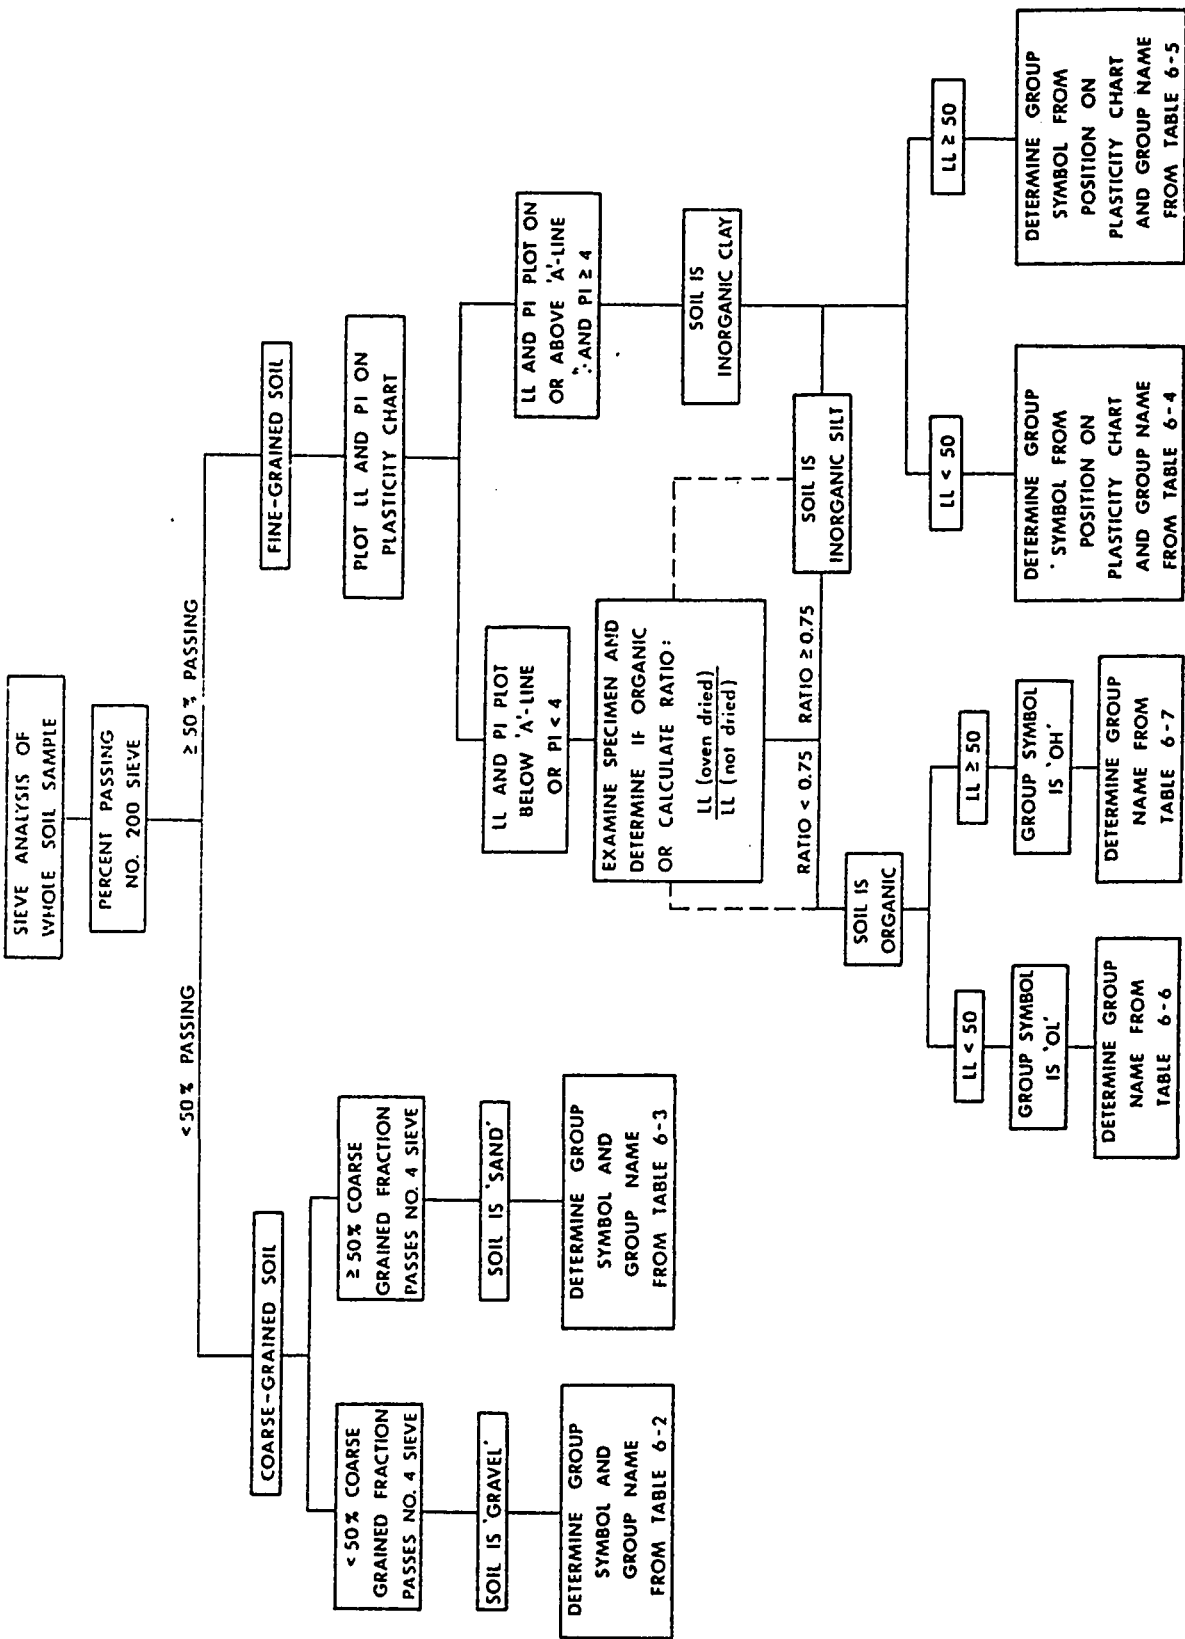 SIEVE ANALYSIS OF
WHOLE SOIL SAMPLE
PERCENT PASSING
NO. 200 SIEVE
<50% PASSING
≥ 50% PASSING
COARSE-GRAINED SOIL
< 50% COARSE
GRAINED FRACTION
PASSES NO. 4 SIEVE
SOIL IS 'GRAVEL'
DETERMINE GROUP
SYMBOL AND
GROUP NAME
FROM TABLE 6-2
≥ 50% COARSE
GRAINED FRACTION
PASSES NO. 4 SIEVE
SOIL IS 'SAND'
DETERMINE GROUP
SYMBOL AND
GROUP NAME
FROM TABLE 6-3
FINE-GRAINED SOIL
PLOT LL AND PI ON
PLASTICITY CHART
LL AND PI PLOT
BELOW 'A'-LINE
OR PI < 4
EXAMINE SPECIMEN AND
DETERMINE IF ORGANIC
OR CALCULATE RATIO:
LL (oven dried)
LL (not dried)
RATIO < 0.75
RATIO ≥ 0.75
SOIL IS
ORGANIC
LL < 50
GROUP SYMBOL
IS 'OL'
DETERMINE GROUP
NAME FROM
TABLE 6-6
LL ≥ 50
GROUP SYMBOL
IS 'OH'
DETERMINE GROUP
NAME FROM
TABLE 6-7
LL AND PI PLOT ON
OR ABOVE 'A'-LINE
AND PI ≥ 4
SOIL IS
INORGANIC CLAY
SOIL IS
INORGANIC SILT
LL < 50
DETERMINE GROUP
SYMBOL FROM
POSITION ON
PLASTICITY CHART
AND GROUP NAME
FROM TABLE 6-4
LL ≥ 50
DETERMINE GROUP
SYMBOL FROM
POSITION ON
PLASTICITY CHART
AND GROUP NAME
FROM TABLE 6-5